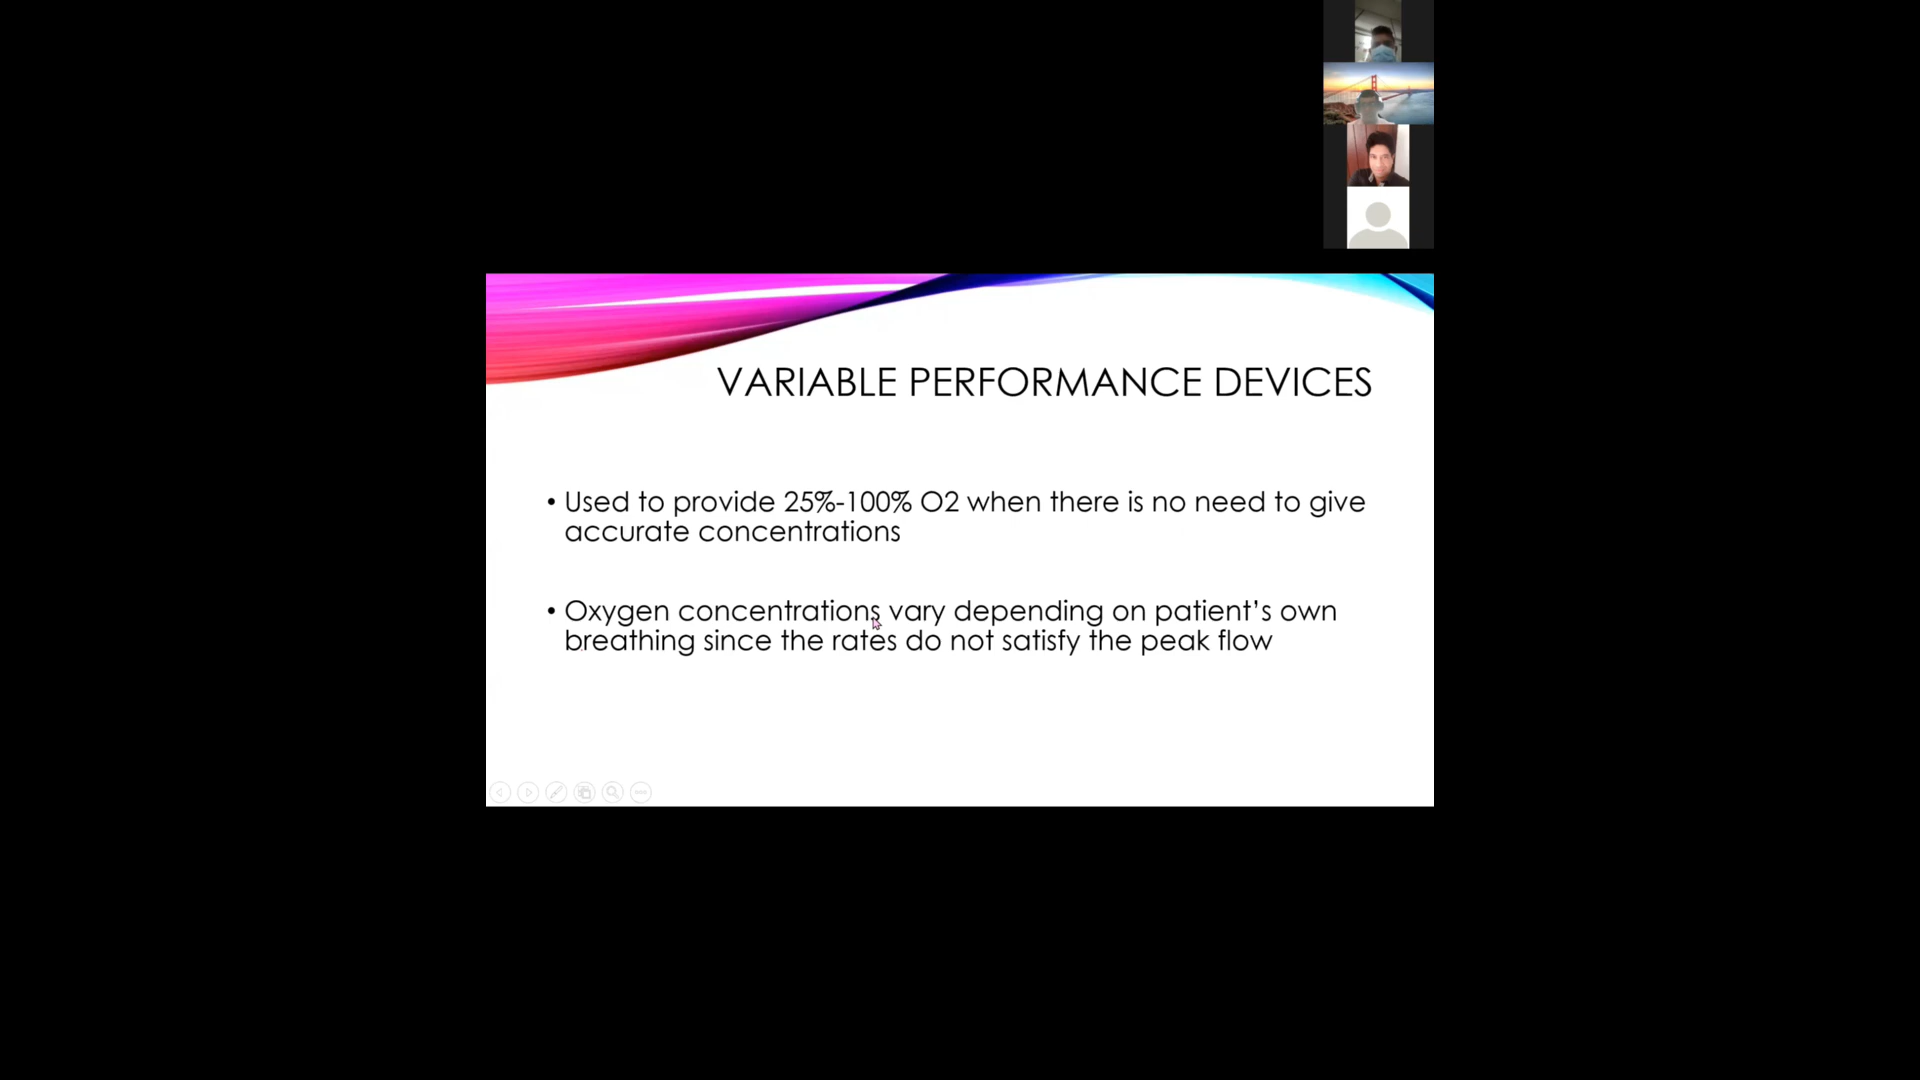 VARIABLE PERFORMANCE DEVICES
• Used to provide 25%-100% O2 when there is no need to give
accurate concentrations
• Oxygen concentrations vary depending on patient’s own
breathing since the rates do not satisfy the peak flow